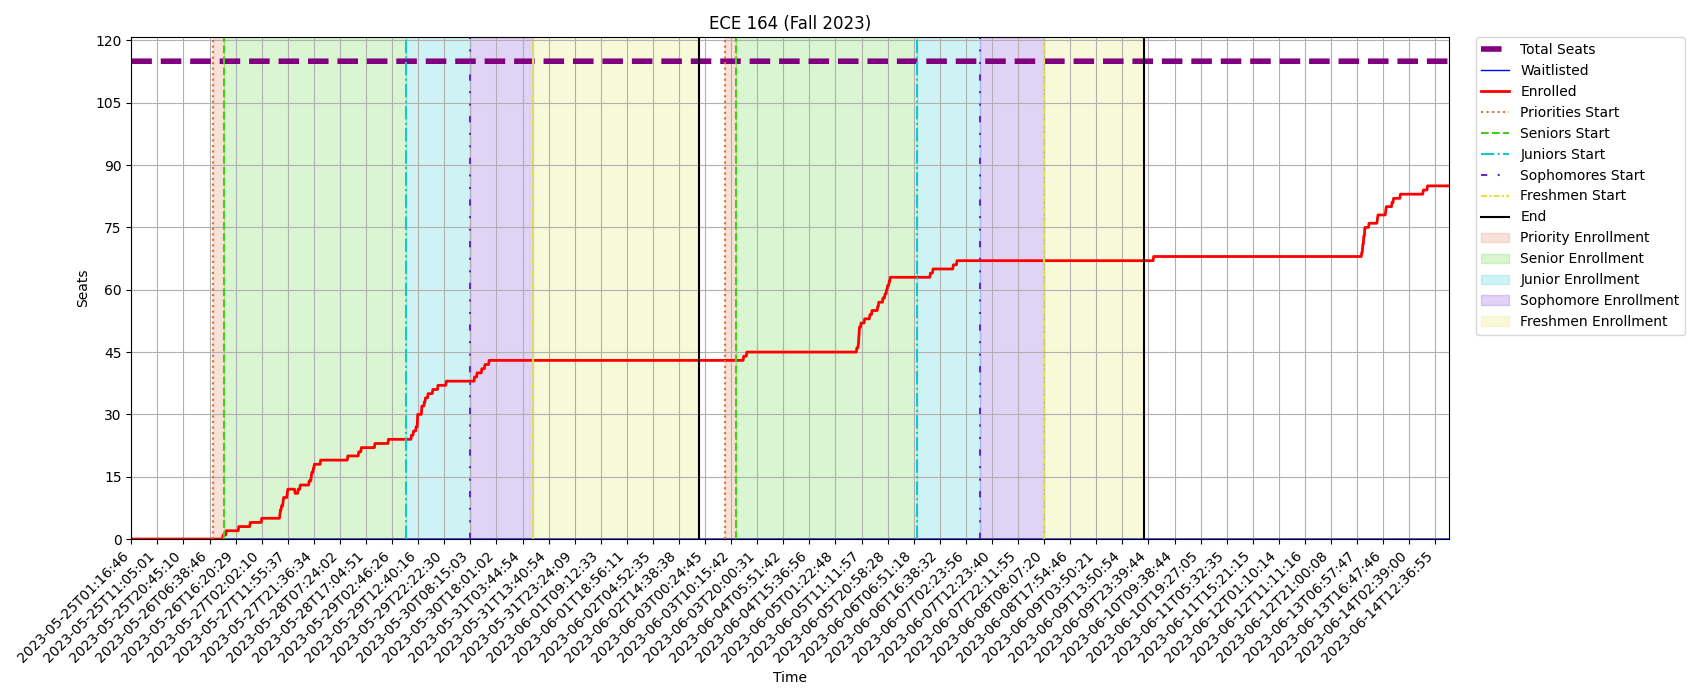 ECE 164 (Fall 2023)
120
105
90
75
60
45
30
15
0
Seats
2023-05-25T01:16:46
2023-05-25T11:05:01
2023-05-25T20:45:10
2023-05-26T06:38:46
2023-05-26T16:20:29
2023-05-27T02:02:10
2023-05-27T11:55:37
2023-05-27T21:36:34
2023-05-28T07:24:02
2023-05-28T17:04:51
2023-05-29T02:46:26
2023-05-29T12:40:16
2023-05-29T22:22:30
2023-05-30T08:15:03
2023-05-30T18:01:02
2023-05-31T03:44:54
2023-05-31T13:40:54
2023-05-31T23:24:09
2023-06-01T09:12:33
2023-06-01T18:56:11
2023-06-02T04:52:35
2023-06-02T14:38:38
2023-06-03T00:24:45
2023-06-03T10:15:42
2023-06-03T20:00:31
2023-06-04T05:51:42
2023-06-04T15:36:56
2023-06-05T01:22:48
2023-06-05T11:12:57
2023-06-05T20:58:28
2023-06-06T06:51:18
2023-06-06T16:38:32
2023-06-07T02:23:56
2023-06-07T12:23:40
2023-06-07T22:11:55
2023-06-08T08:07:20
2023-06-08T17:54:46
2023-06-09T03:50:21
2023-06-09T13:50:54
2023-06-09T23:39:44
2023-06-10T09:38:44
2023-06-10T19:27:05
2023-06-11T05:32:35
2023-06-11T15:21:15
2023-06-12T01:10:14
2023-06-12T11:11:16
2023-06-12T21:00:08
2023-06-13T06:57:47
2023-06-13T16:47:46
2023-06-14T02:39:00
2023-06-14T12:36:55
Time
Total Seats
Waitlisted
Enrolled
Priorities Start
Seniors Start
Juniors Start
Sophomores Start
Freshmen Start
End
Priority Enrollment
Senior Enrollment
Junior Enrollment
Sophomore Enrollment
Freshmen Enrollment